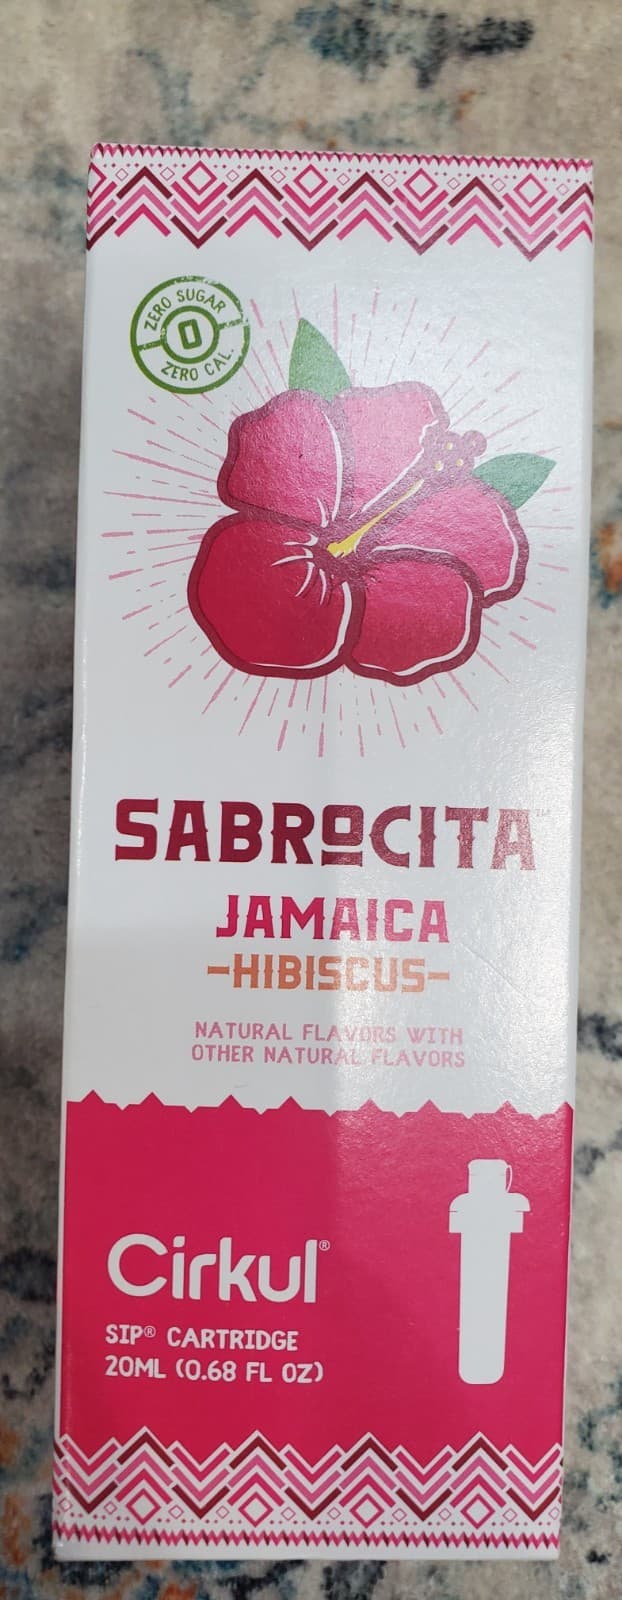 ZERO SUGAR
0
ZERO CAL.
SABROCITA™
JAMAICA
-HIBISCUS-
NATURAL FLAVORS WITH
OTHER NATURAL FLAVORS
Cirkul®
SIP® CARTRIDGE
20ML (0.68 FL OZ)